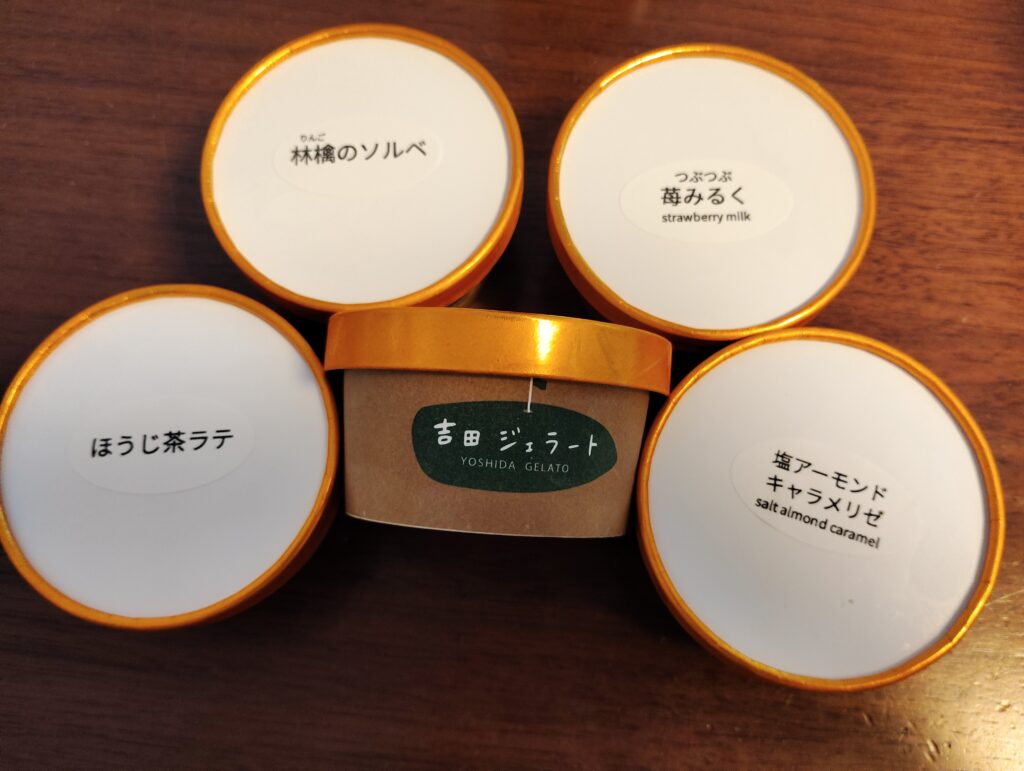 りんご
林檎のソルベ
つぶつぶ
苺みるく
strawberry milk
ほうじ茶ラテ
吉田 ジェラート
YOSHIDA GELATO
塩アーモンド
キャラメリゼ
salt almond caramel